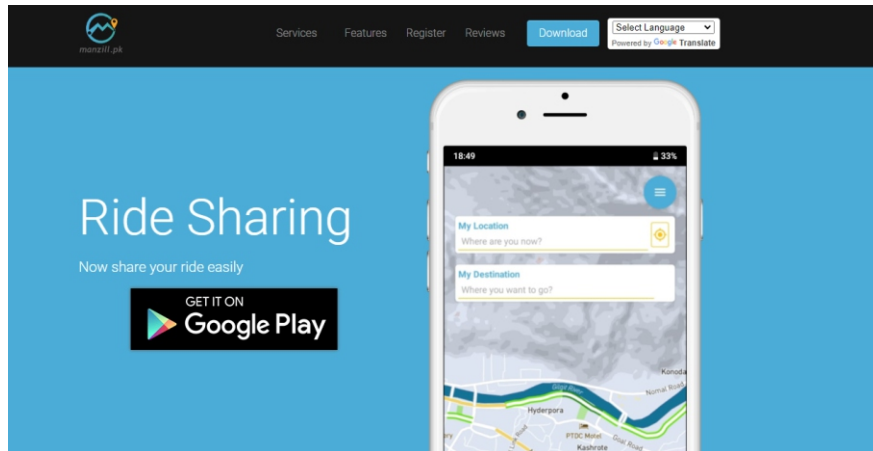 manzill.pk
Services Features Register Reviews Download
Select Language
Powered by Google Translate
18:49 33%
Ride Sharing
Now share your ride easily
GET IT ON
Google Play
My Location
Where are you now?
My Destination
Where you want to go?
Konoda
Gilgit River
Nomal Road
Hyderpora
PTDC Motel
Link Road
Kashrote